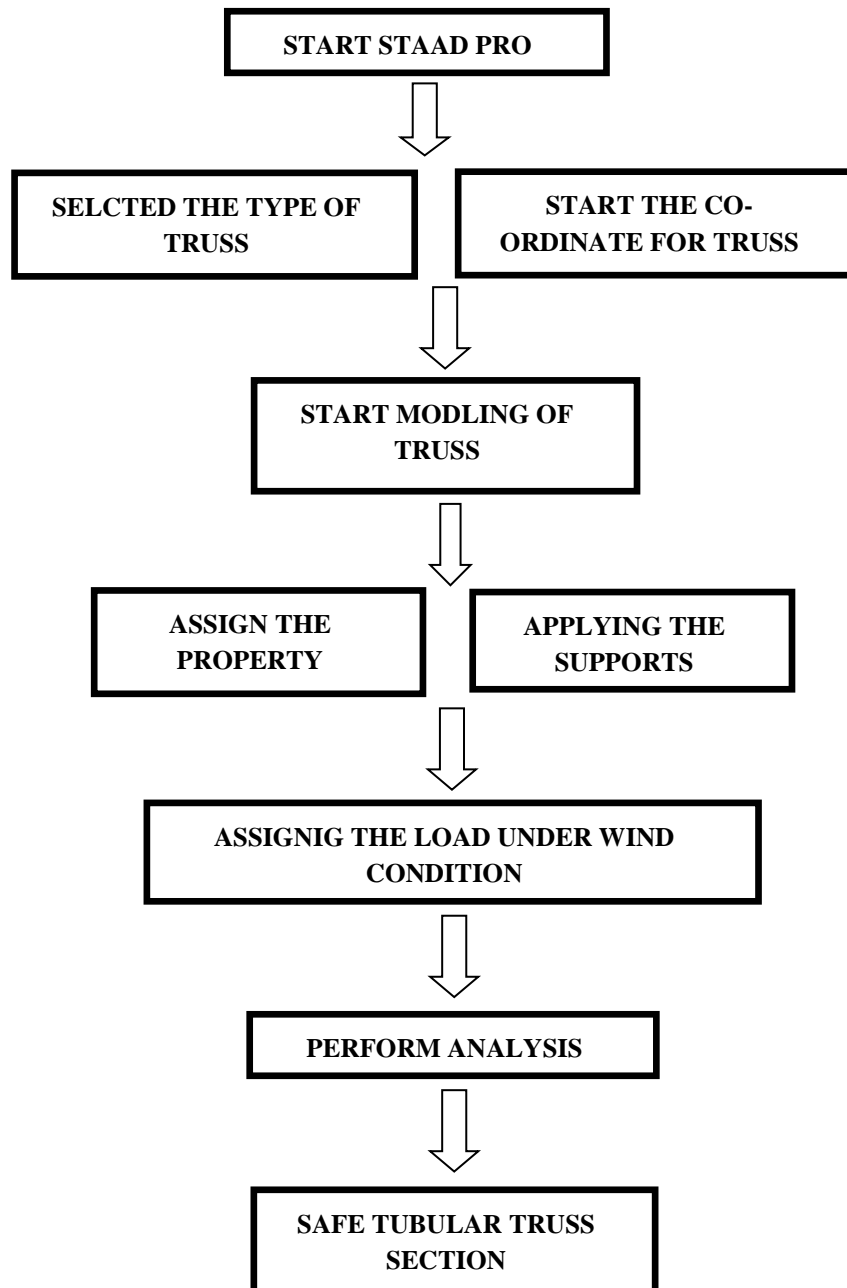 START STAAD PRO
SELCTED THE TYPE OF
TRUSS
START THE CO-
ORDINATE FOR TRUSS
START MODLING OF
TRUSS
ASSIGN THE
PROPERTY
APPLYING THE
SUPPORTS
ASSIGNIG THE LOAD UNDER WIND
CONDITION
PERFORM ANALYSIS
SAFE TUBULAR TRUSS
SECTION